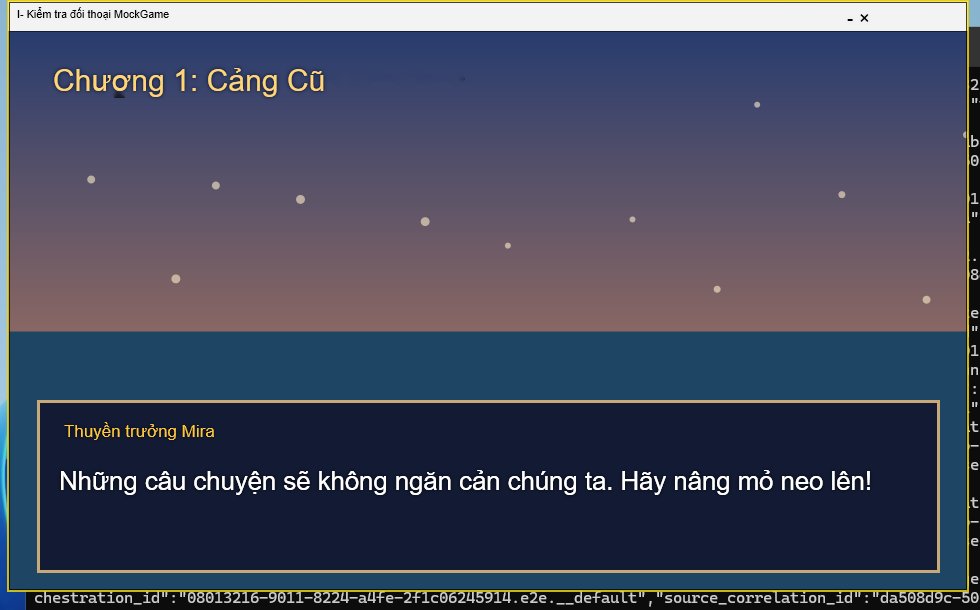 I- Kiểm tra đối thoại MockGame
Chương 1: Cảng Cũ
Thuyền trưởng Mira
Những câu chuyện sẽ không ngăn cản chúng ta. Hãy nâng mỏ neo lên!
chestration_id":"08013216-9011-8224-a4fe-2f1c06245914.e2e.__default","source_correlation_id":"da508d9c-5